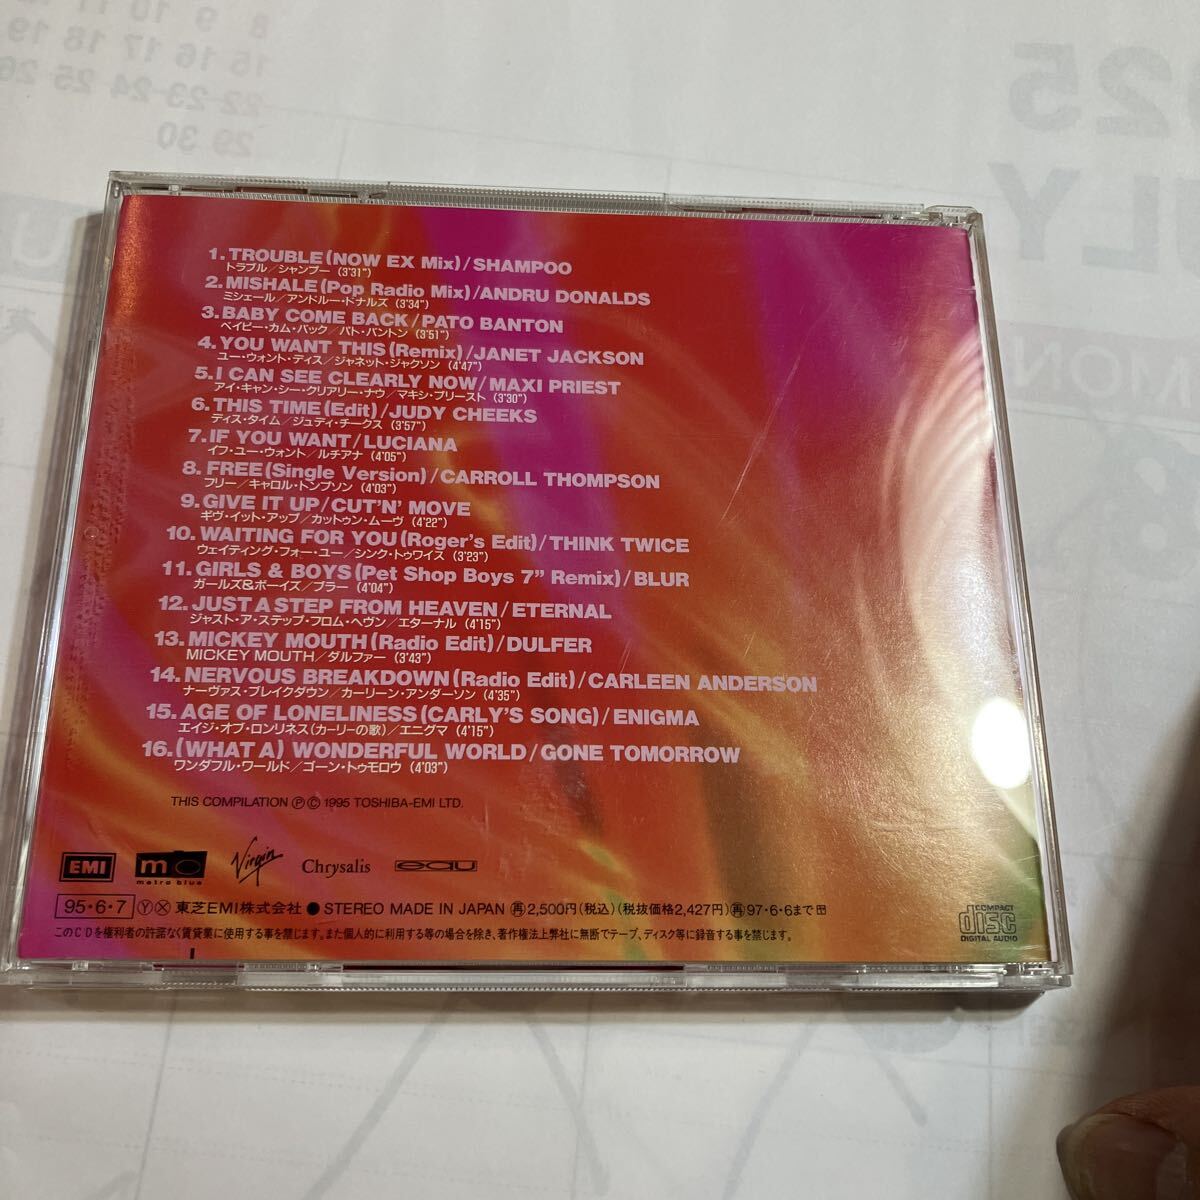 1. TROUBLE (NOW EX Mix) / SHAMPOO
トラブル／シャンプー (3'31")
2. MISHALE (Pop Radio Mix) / ANDRU DONALDS
ミシェール／アンドルー・ドナルズ (3'34")
3. BABY COME BACK / PATO BANTON
ベイビー・カム・バック／パト・バントン (3'51")
4. YOU WANT THIS (Remix) / JANET JACKSON
ユー・ウォント・ディス／ジャネット・ジャクソン (4'47")
5. I CAN SEE CLEARLY NOW / MAXI PRIEST
アイ・キャン・シー・クリアリー・ナウ／マキシ・プリースト (3'30")
6. THIS TIME (Edit) / JUDY CHEEKS
ディス・タイム／ジュディ・チークス (3'57")
7. IF YOU WANT / LUCIANA
イフ・ユー・ウォント／ルチアナ (4'05")
8. FREE (Single Version) / CARROLL THOMPSON
フリー／キャロル・トンプソン (4'03")
9. GIVE IT UP / CUT'N' MOVE
ギヴ・イット・アップ／カットゥン・ムーヴ (4'22")
10. WAITING FOR YOU (Roger's Edit) / THINK TWICE
ウェイティング・フォー・ユー／シンク・トゥワイス (3'23")
11. GIRLS & BOYS (Pet Shop Boys 7" Remix) / BLUR
ガールズ&ボーイズ／ブラー (4'04")
12. JUST A STEP FROM HEAVEN / ETERNAL
ジャスト・ア・ステップ・フロム・ヘヴン／エターナル (4'15")
13. MICKEY MOUTH (Radio Edit) / DULFER
MICKEY MOUTH／ダルファー (3'43")
14. NERVOUS BREAKDOWN (Radio Edit) / CARLEEN ANDERSON
ナーヴァス・ブレイクダウン／カーリーン・アンダーソン (4'35")
15. AGE OF LONELINESS (CARLY'S SONG) / ENIGMA
エイジ・オブ・ロンリネス(カーリーの歌)／エニグマ (4'15")
16. (WHAT A) WONDERFUL WORLD / GONE TOMORROW
ワンダフル・ワールド／ゴーン・トゥモロウ (4'03")
THIS COMPILATION Ⓟ © 1995 TOSHIBA-EMI LTD.
EMI metro blue Virgin Chrysalis eau
95・6・7 Ⓨ Ⓧ 東芝EMI株式会社 ● STEREO MADE IN JAPAN 再 2,500円(税込)(税抜価格2,427円) 再 97・6・6まで
このCDを権利者の許諾なく賃貸業に使用する事を禁じます。また個人的に利用する等の場合を除き、著作権法上弊社に無断でテープ、ディスク等に録音する事を禁じます。
COMPACT disc DIGITAL AUDIO
8 9 10 11
15 16 17 18 19
22 23 24 25 26
29 30